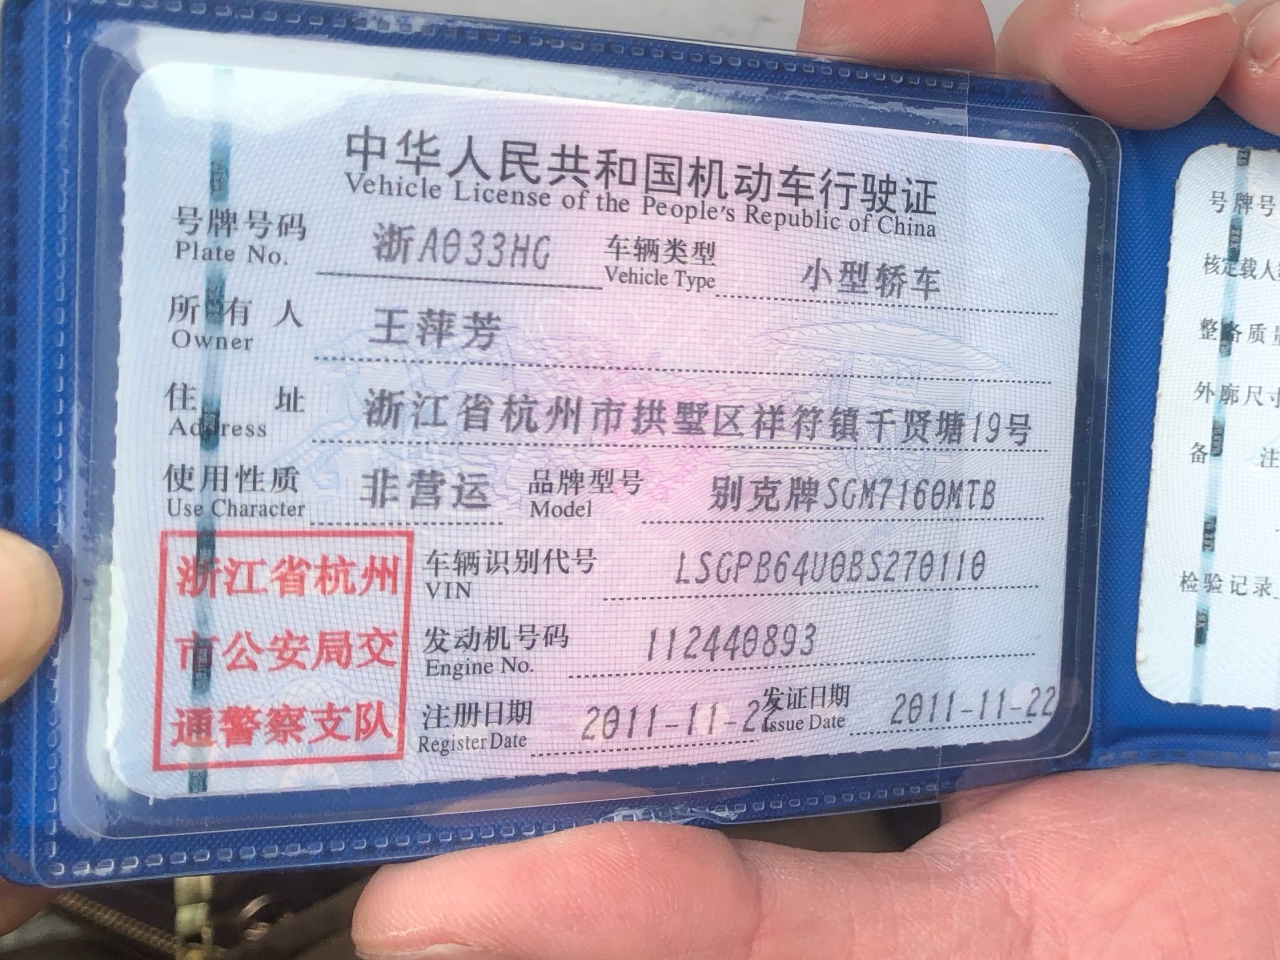 中华人民共和国机动车行驶证
Vehicle License of the People's Republic of China
号牌号码 浙A033HG 车辆类型 小型轿车
Plate No. Vehicle Type
所有人 王萍芳
Owner
住址 浙江省杭州市拱墅区祥符镇千贤塘19号
Address
使用性质 非营运 品牌型号 别克牌SGM7160MTB
Use Character Model
浙江省杭州
市公安局交
通警察支队
车辆识别代号 LSGPB64U0BS270110
VIN
发动机号码 112440893
Engine No.
注册日期 2011-11-2 发证日期 2011-11-22
Register Date Issue Date
号牌号
核定载人
整备质量
外廓尺寸
备注
检验记录